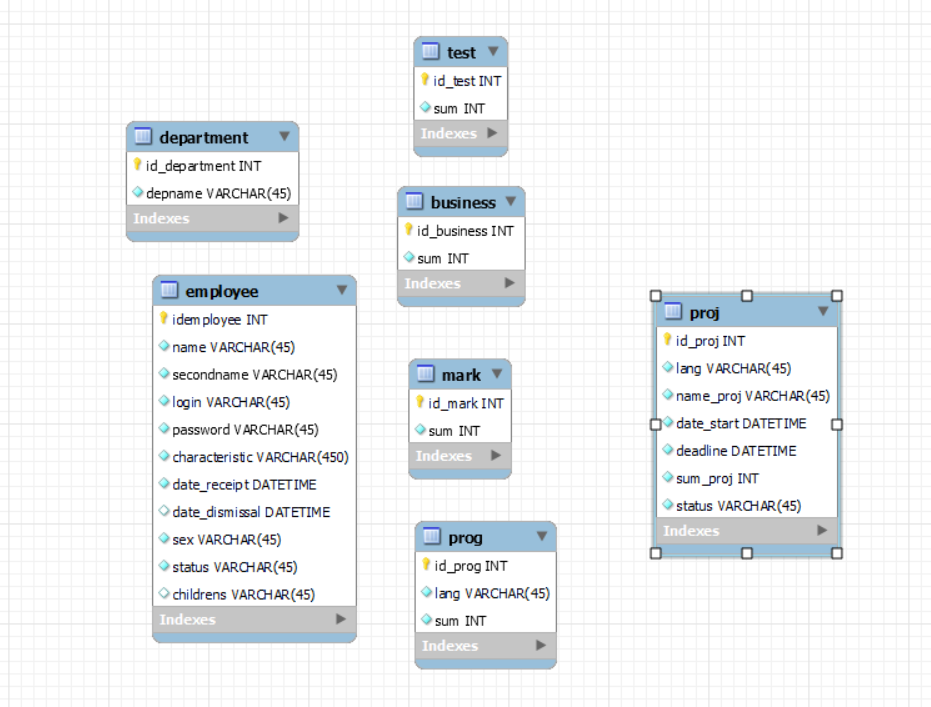 test
id_test INT
sum INT
Indexes
department
id_department INT
depname VARCHAR(45)
Indexes
business
id_business INT
sum INT
Indexes
employee
idemployee INT
name VARCHAR(45)
secondname VARCHAR(45)
login VARCHAR(45)
password VARCHAR(45)
characteristic VARCHAR(450)
date_receipt DATETIME
date_dismissal DATETIME
sex VARCHAR(45)
status VARCHAR(45)
childrens VARCHAR(45)
Indexes
mark
id_mark INT
sum INT
Indexes
prog
id_prog INT
lang VARCHAR(45)
sum INT
Indexes
proj
id_proj INT
lang VARCHAR(45)
name_proj VARCHAR(45)
date_start DATETIME
deadline DATETIME
sum_proj INT
status VARCHAR(45)
Indexes